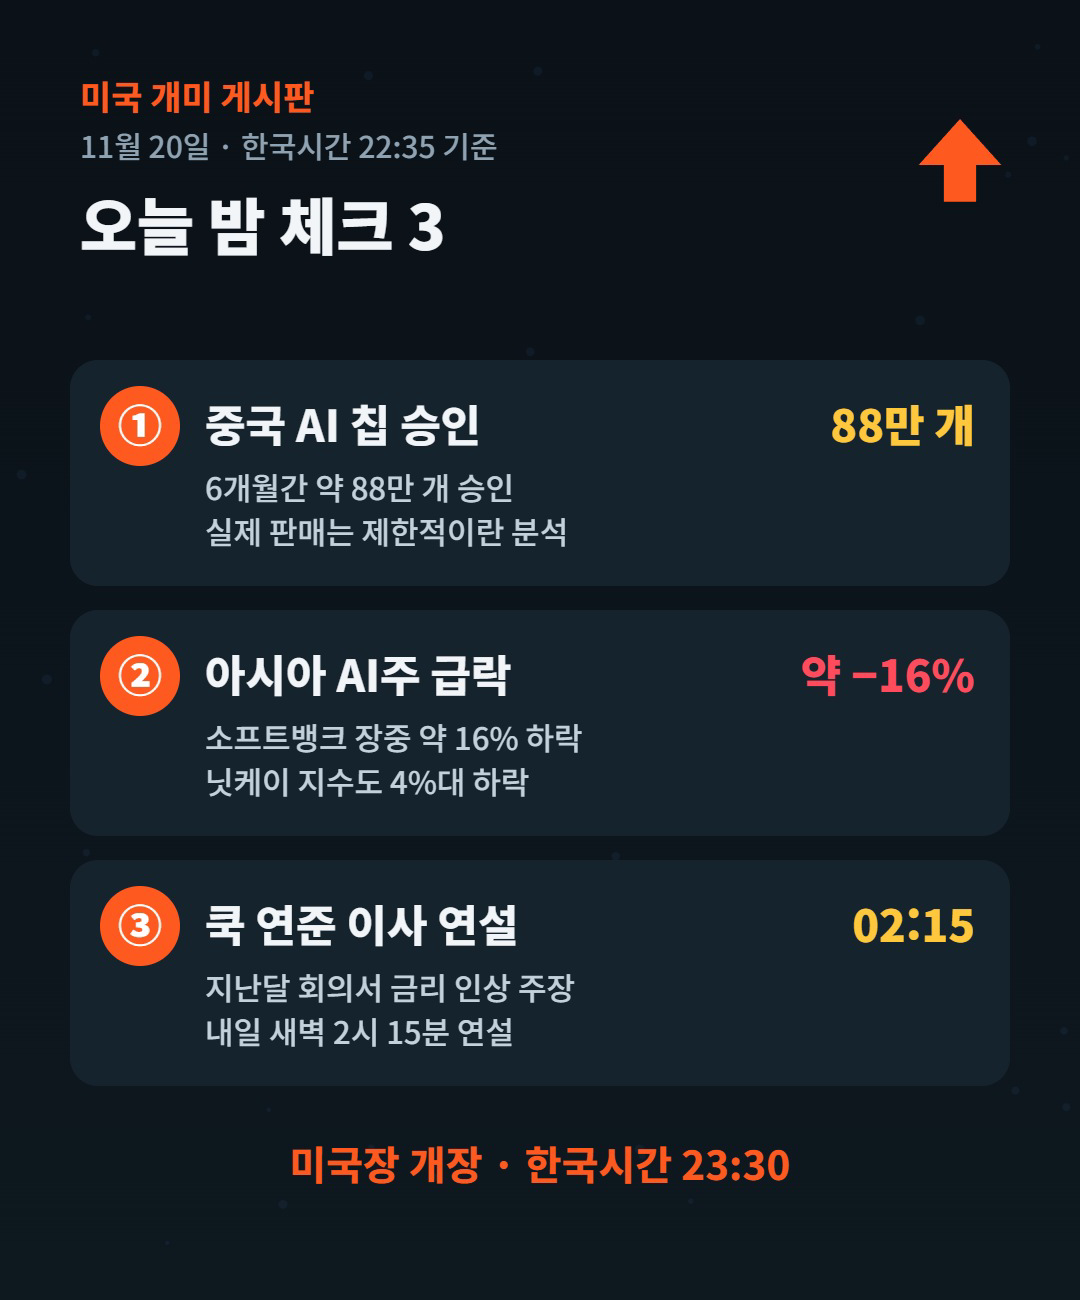 미국 개미 게시판
11월 20일 · 한국시간 22:35 기준
오늘 밤 체크 3
① 중국 AI 칩 승인 88만 개
6개월간 약 88만 개 승인
실제 판매는 제한적이란 분석
② 아시아 AI주 급락 약 −16%
소프트뱅크 장중 약 16% 하락
닛케이 지수도 4%대 하락
③ 쿡 연준 이사 연설 02:15
지난달 회의서 금리 인상 주장
내일 새벽 2시 15분 연설
미국장 개장 · 한국시간 23:30